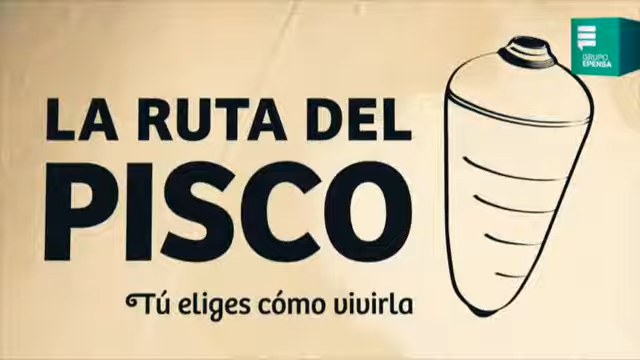 GRUPO
EPENSA
LA RUTA DEL
PISCO
Tú eliges cómo vivirla